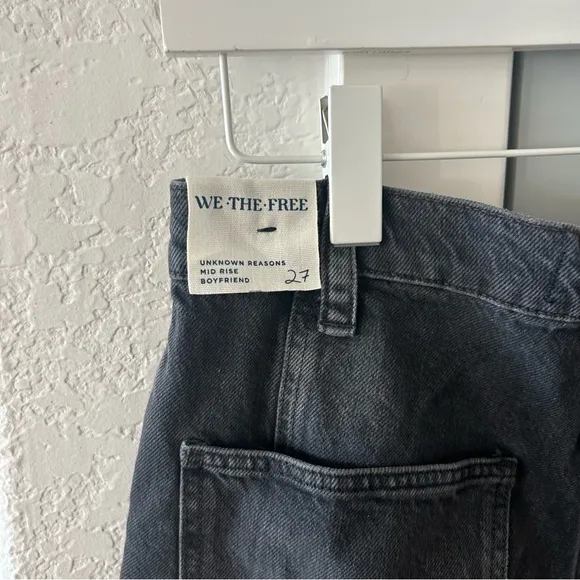 WE·THE·FREE
UNKNOWN REASONS
MID RISE
BOYFRIEND 27